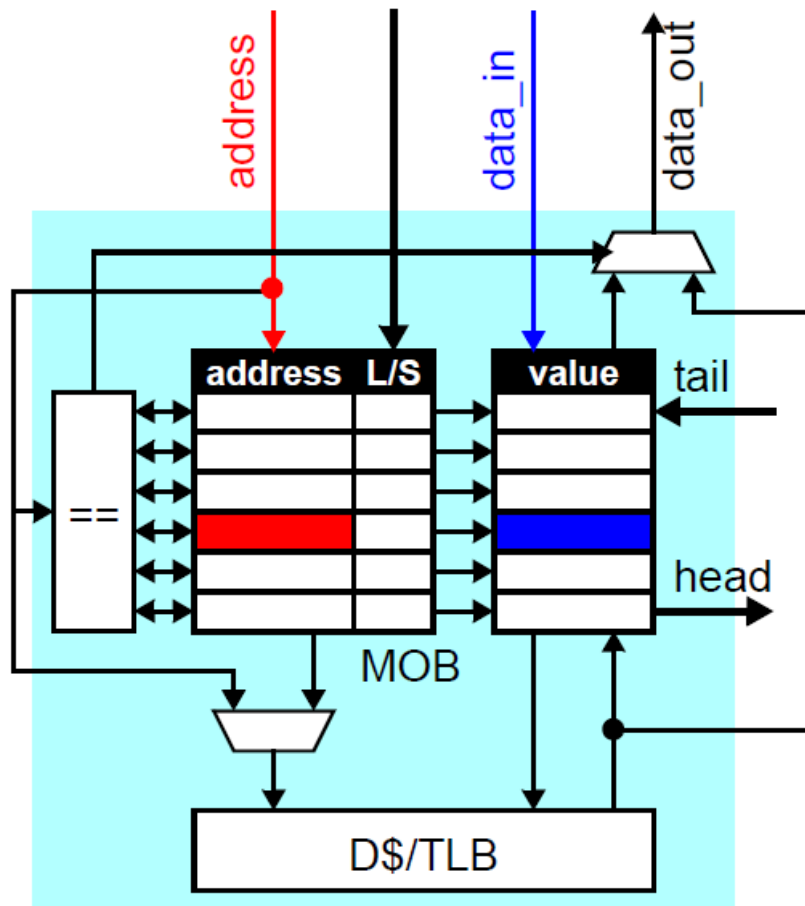 address
data_in
data_out
address L/S
value
tail
==
head
MOB
D$/TLB